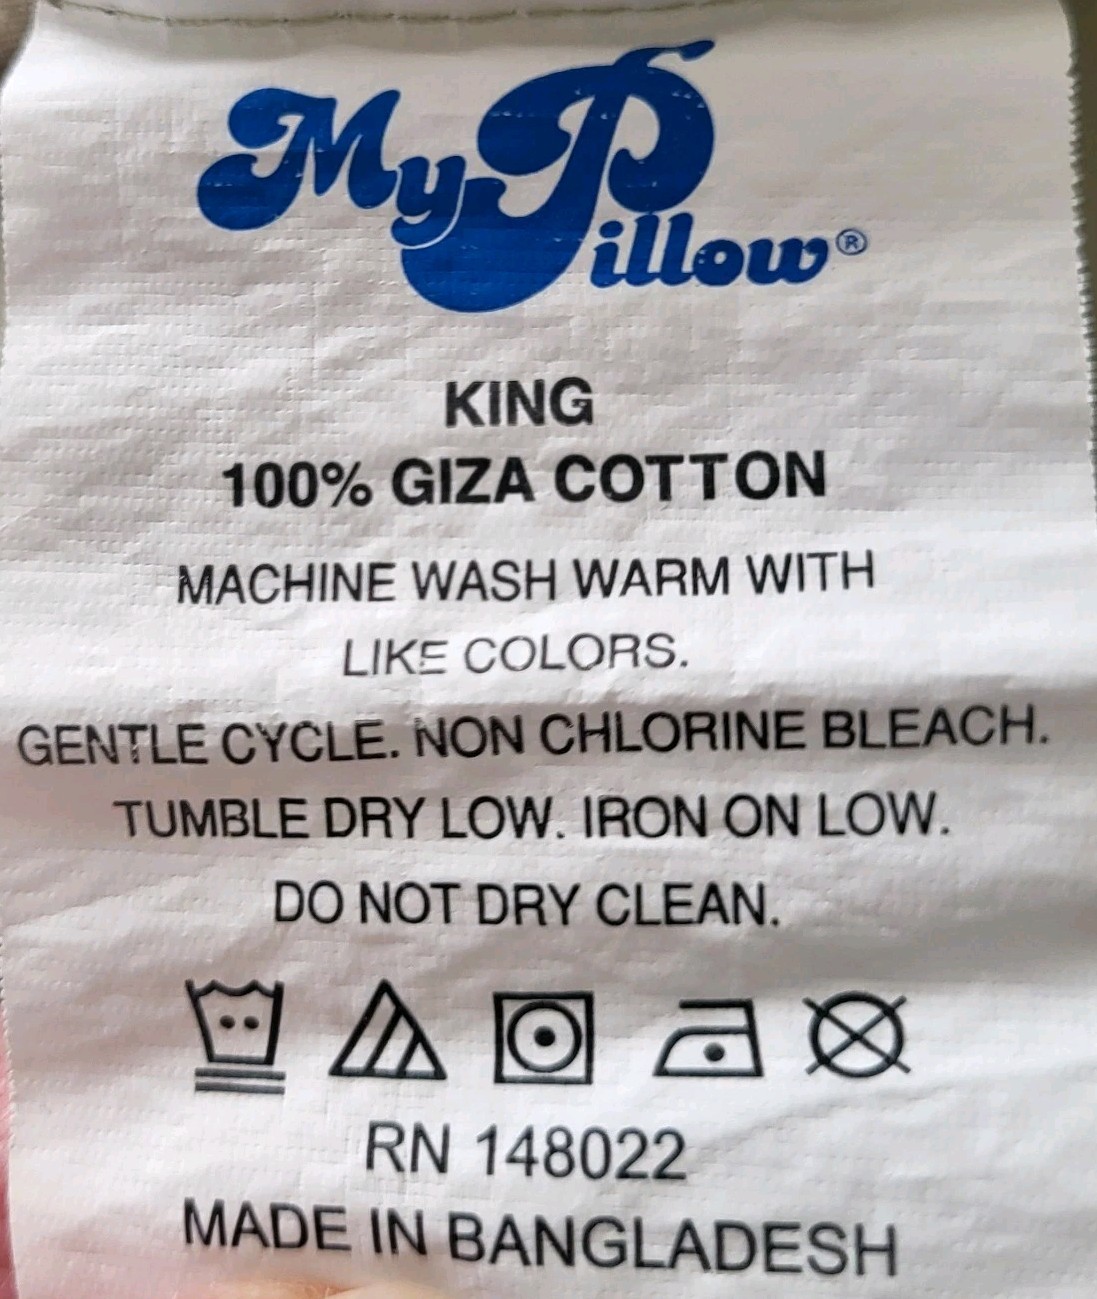 MyPillow®
KING
100% GIZA COTTON
MACHINE WASH WARM WITH
LIKE COLORS.
GENTLE CYCLE. NON CHLORINE BLEACH.
TUMBLE DRY LOW. IRON ON LOW.
DO NOT DRY CLEAN.
RN 148022
MADE IN BANGLADESH